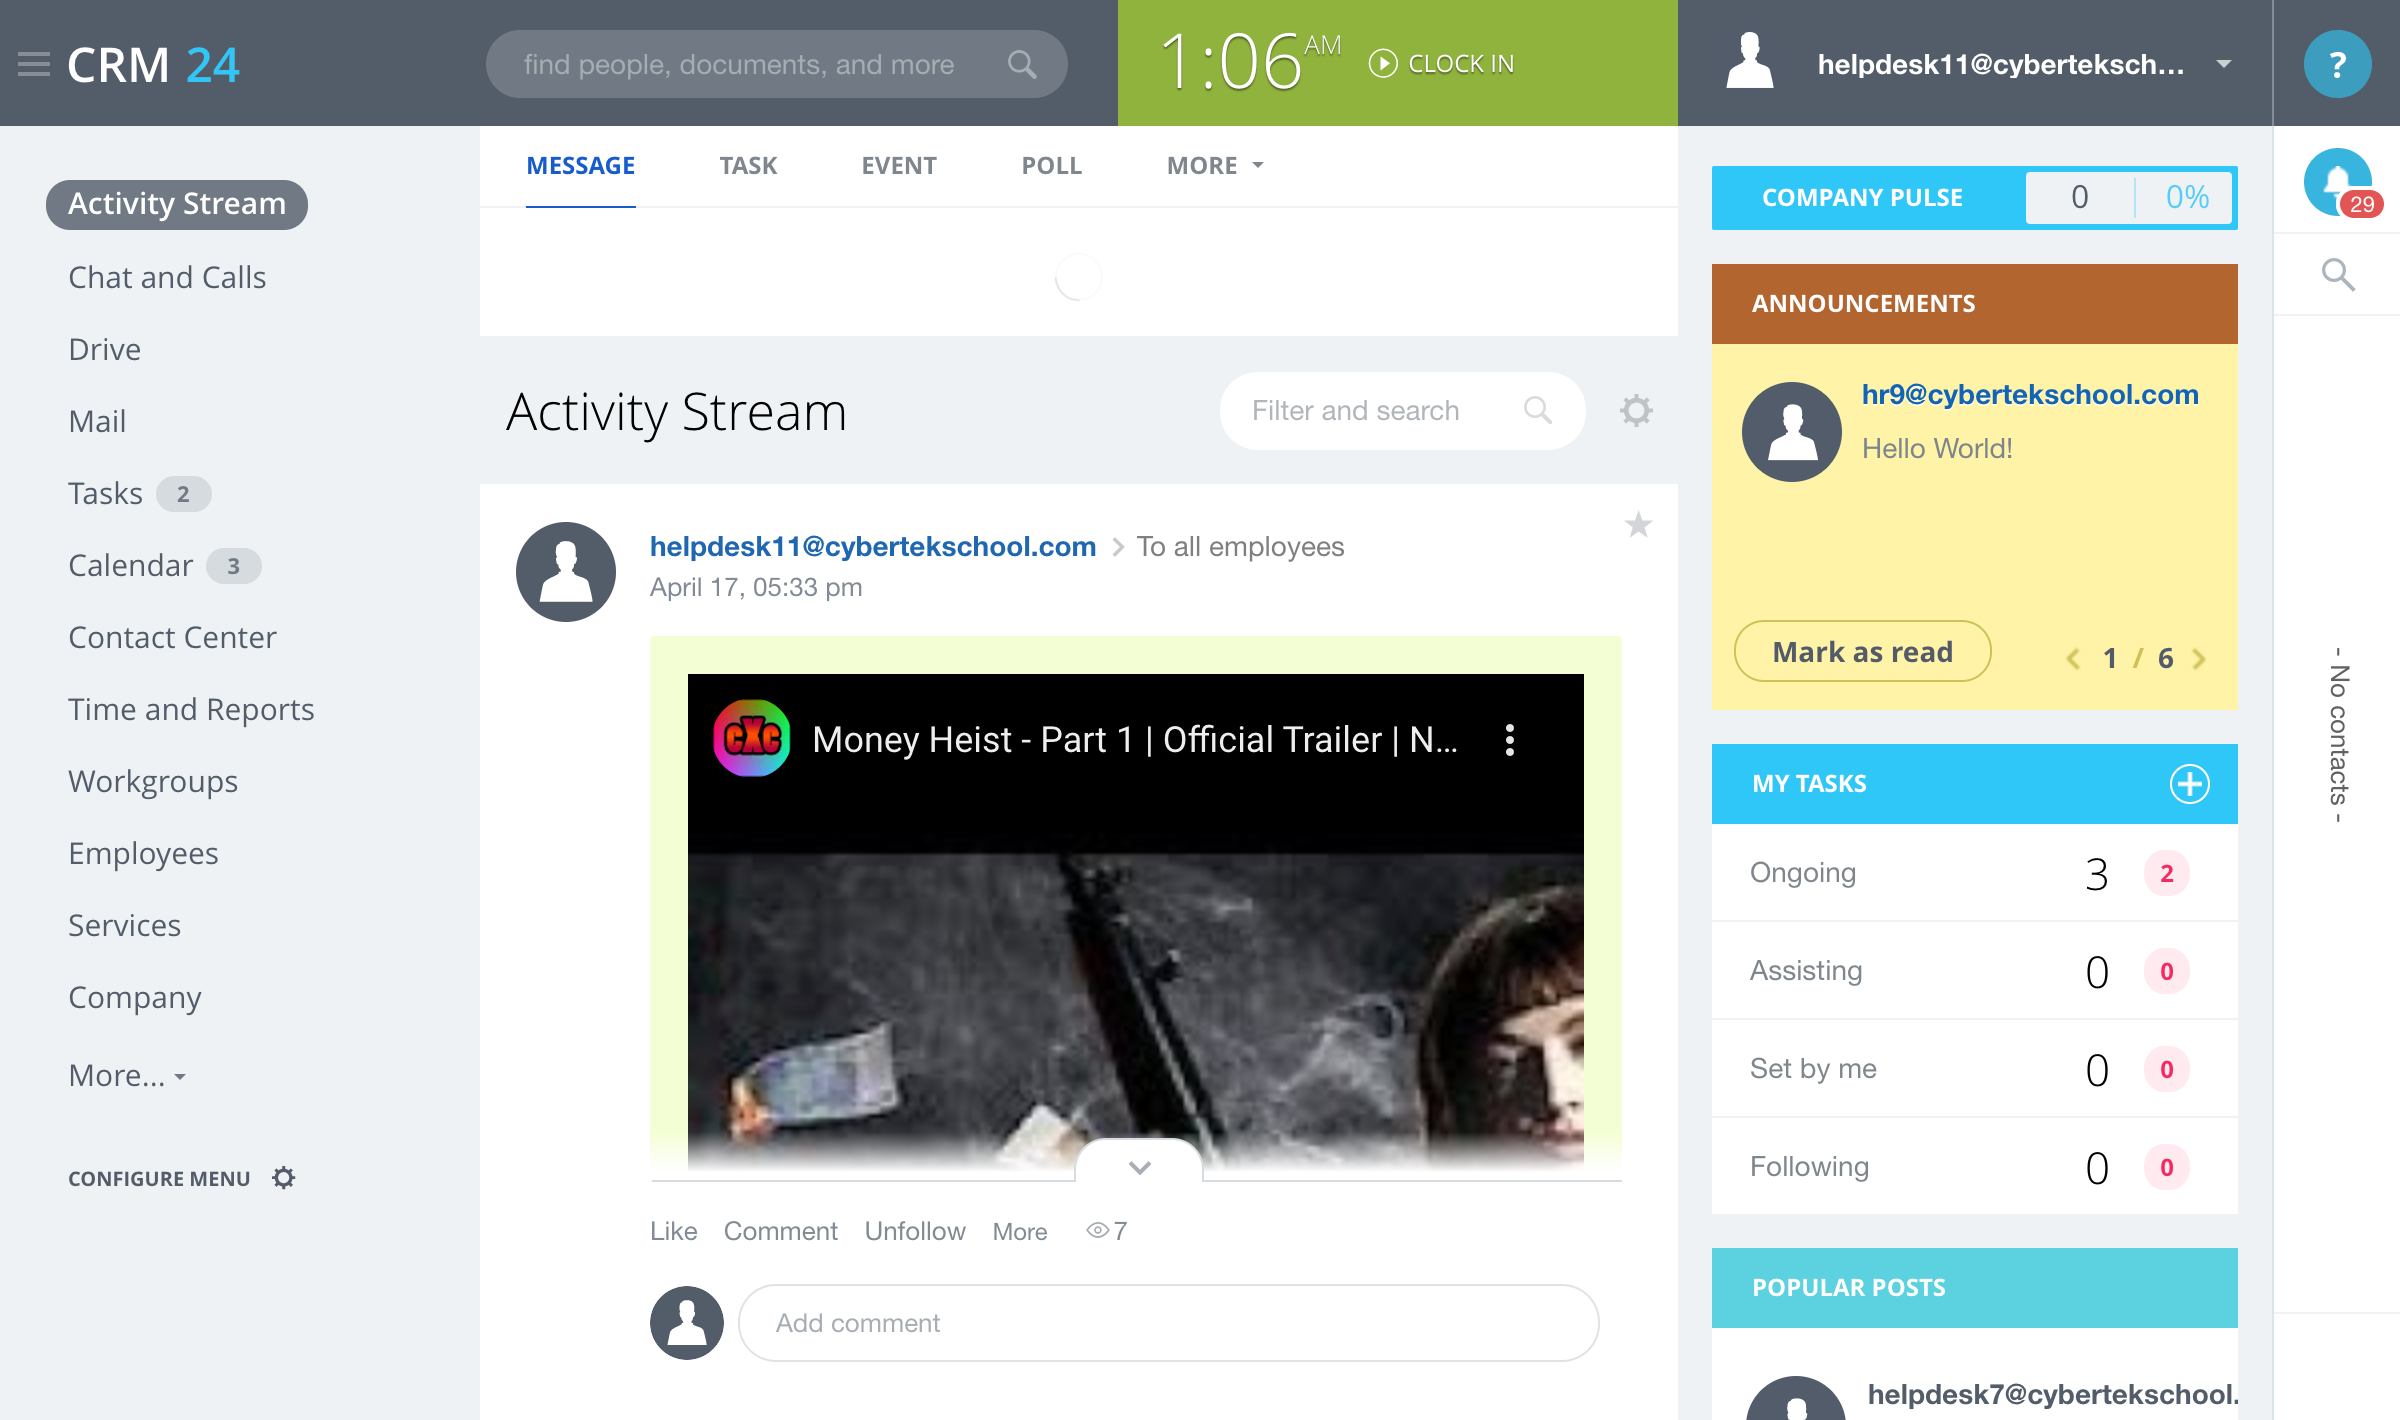 CRM 24
find people, documents, and more
1:06 AM
CLOCK IN
helpdesk11@cyberteksch...
?
Activity Stream
Chat and Calls
Drive
Mail
Tasks 2
Calendar 3
Contact Center
Time and Reports
Workgroups
Employees
Services
Company
More...
CONFIGURE MENU
MESSAGE TASK EVENT POLL MORE
Activity Stream
Filter and search
helpdesk11@cybertekschool.com > To all employees
April 17, 05:33 pm
cXc
Money Heist - Part 1 | Official Trailer | N...
Like Comment Unfollow More 7
Add comment
COMPANY PULSE 0 0%
ANNOUNCEMENTS
hr9@cybertekschool.com
Hello World!
Mark as read
1 / 6
MY TASKS
Ongoing 3 2
Assisting 0 0
Set by me 0 0
Following 0 0
POPULAR POSTS
helpdesk7@cybertekschool.
29
- No contacts -